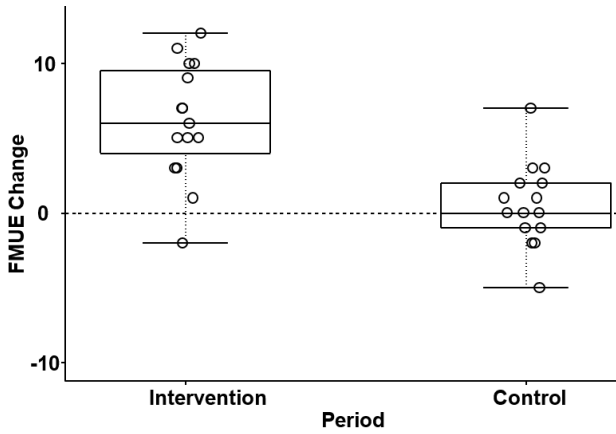 FMUE Change
10
0
-10
Intervention
Control
Period